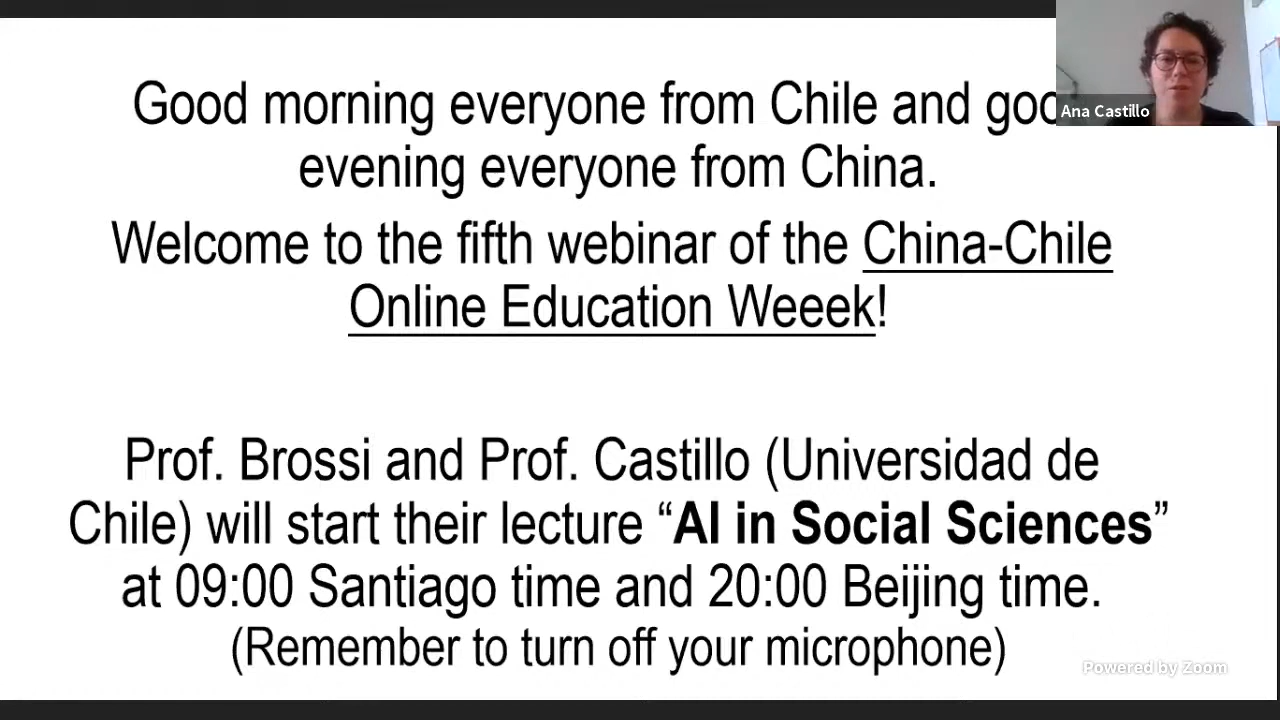 Good morning everyone from Chile and goo
evening everyone from China.
Welcome to the fifth webinar of the China-Chile
Online Education Weeek!
Prof. Brossi and Prof. Castillo (Universidad de
Chile) will start their lecture “AI in Social Sciences”
at 09:00 Santiago time and 20:00 Beijing time.
(Remember to turn off your microphone)
Ana Castillo
Powered by Zoom